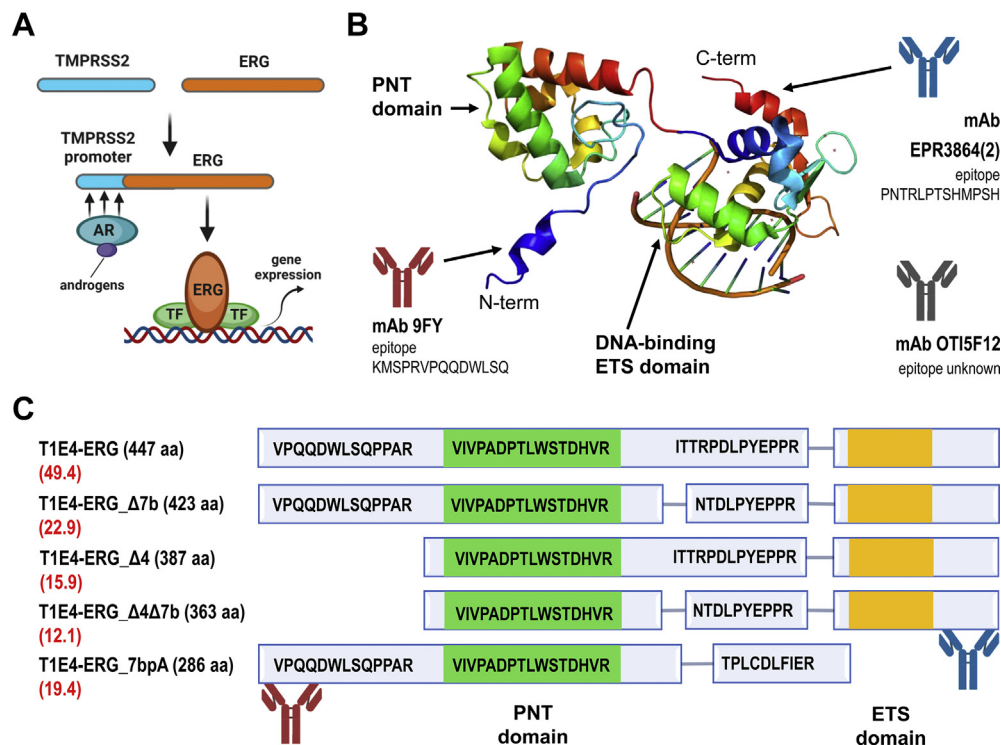 A
TMPRSS2
ERG
TMPRSS2
promoter
ERG
AR
androgens
gene
expression
ERG
TF
TF
B
PNT
domain
C-term
mAb
EPR3864(2)
epitope
PNTRLPTSHMPSH
N-term
mAb 9FY
epitope
KMSPRVPQQDWLSQ
DNA-binding
ETS domain
mAb OTI5F12
epitope unknown
C
T1E4-ERG (447 aa)
(49.4)
VPQQDWLSQPPAR
VIVPADPTLWSTDHVR
ITTRPDLPYEPPR
T1E4-ERG_Δ7b (423 aa)
(22.9)
VPQQDWLSQPPAR
VIVPADPTLWSTDHVR
NTDLPYEPPR
T1E4-ERG_Δ4 (387 aa)
(15.9)
VIVPADPTLWSTDHVR
ITTRPDLPYEPPR
T1E4-ERG_Δ4Δ7b (363 aa)
(12.1)
VIVPADPTLWSTDHVR
NTDLPYEPPR
T1E4-ERG_7bpA (286 aa)
(19.4)
VPQQDWLSQPPAR
VIVPADPTLWSTDHVR
TPLCDLFIER
PNT
domain
ETS
domain